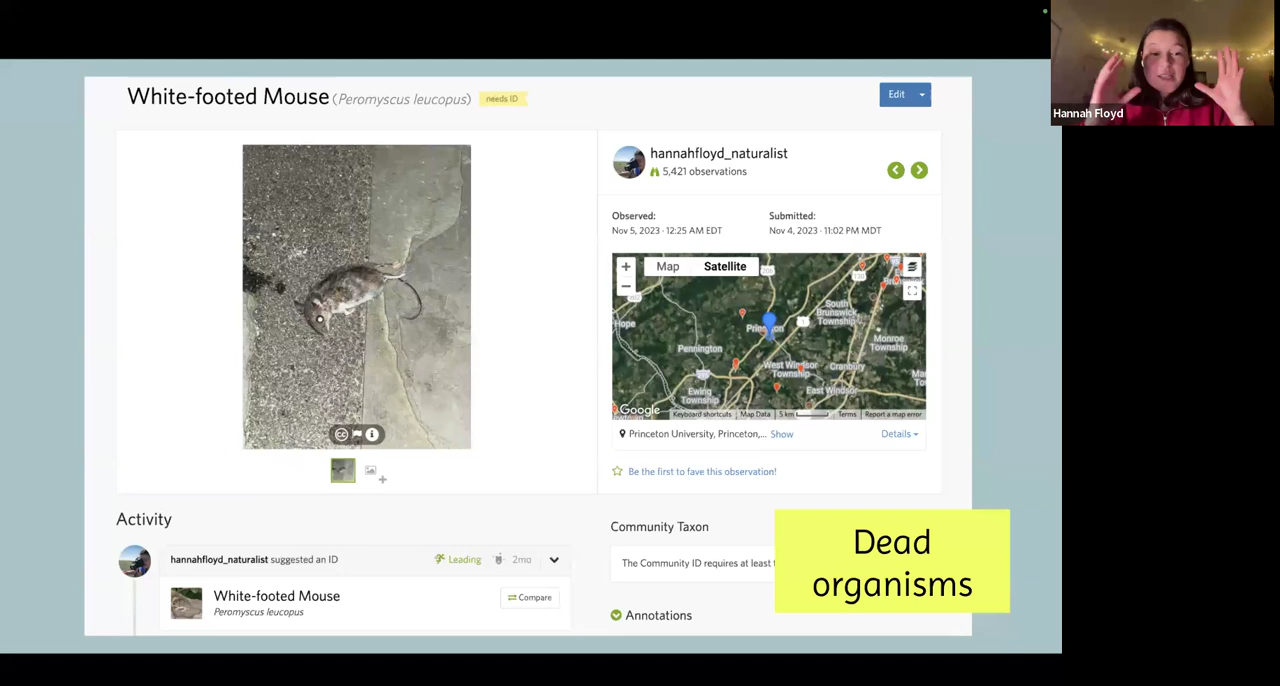 White-footed Mouse (Peromyscus leucopus) needs ID
Edit
Hannah Floyd
hannahfloyd_naturalist
5,421 observations
Observed:
Nov 5, 2023 · 12:25 AM EDT
Submitted:
Nov 4, 2023 · 11:02 PM MDT
Map
Satellite
206
130
Hope
Princeton
1
South
Brunswick
Township
Monroe
Township
Pennington
West Windsor
Township
Cranbury
Ewing
Township
East Windsor
Google
Keyboard shortcuts
Map Data
5 km
Terms
Report a map error
Princeton University, Princeton,... Show
Details
Be the first to fave this observation!
Activity
hannahfloyd_naturalist suggested an ID
Leading
2mo
White-footed Mouse
Peromyscus leucopus
Compare
Community Taxon
The Community ID requires at least
Annotations
Dead
organisms